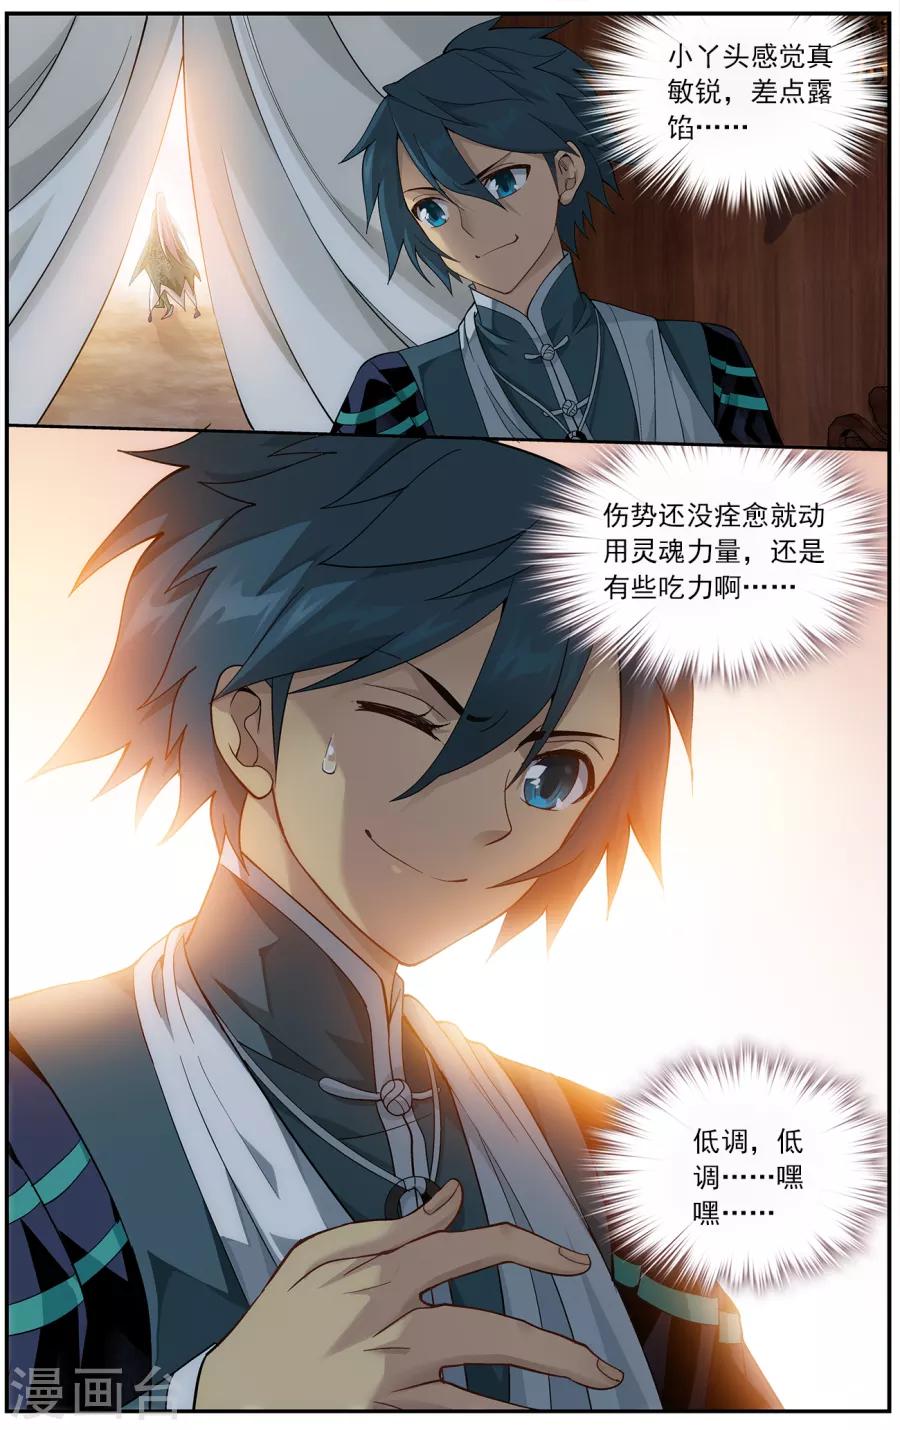 小丫头感觉真
敏锐，差点露
馅……
伤势还没痊愈就动
用灵魂力量，还是
有些吃力啊……
低调，低
调……嘿
嘿……
漫画台